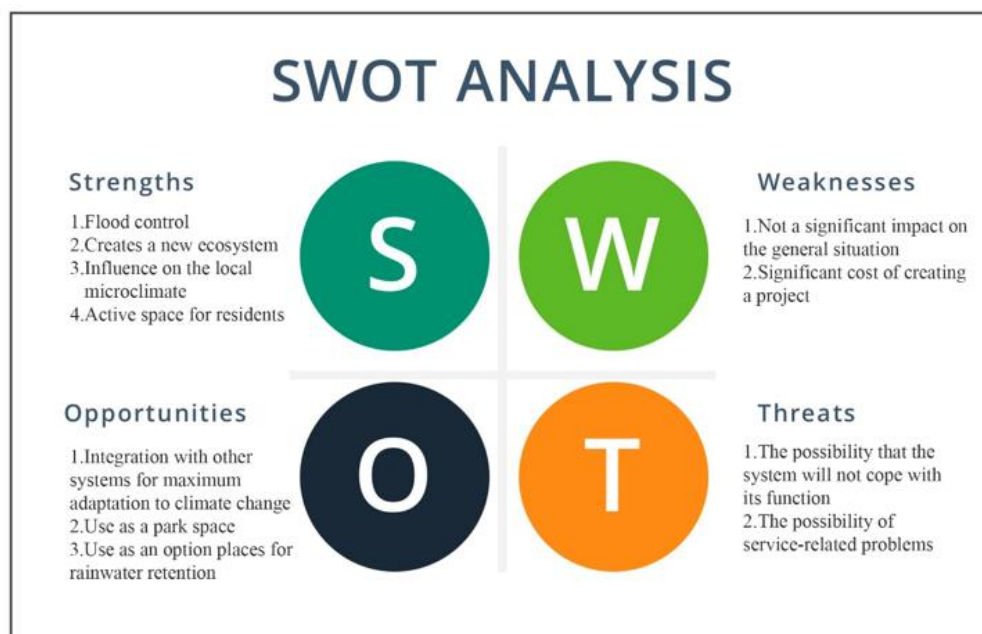 SWOT ANALYSIS
Strengths
1.Flood control
2.Creates a new ecosystem
3.Influence on the local
microclimate
4.Active space for residents
S
W
Weaknesses
1.Not a significant impact on
the general situation
2.Significant cost of creating
a project
Opportunities
1.Integration with other
systems for maximum
adaptation to climate change
2.Use as a park space
3.Use as an option places for
rainwater retention
O
T
Threats
1.The possibility that the
system will not cope with
its function
2.The possibility of
service-related problems